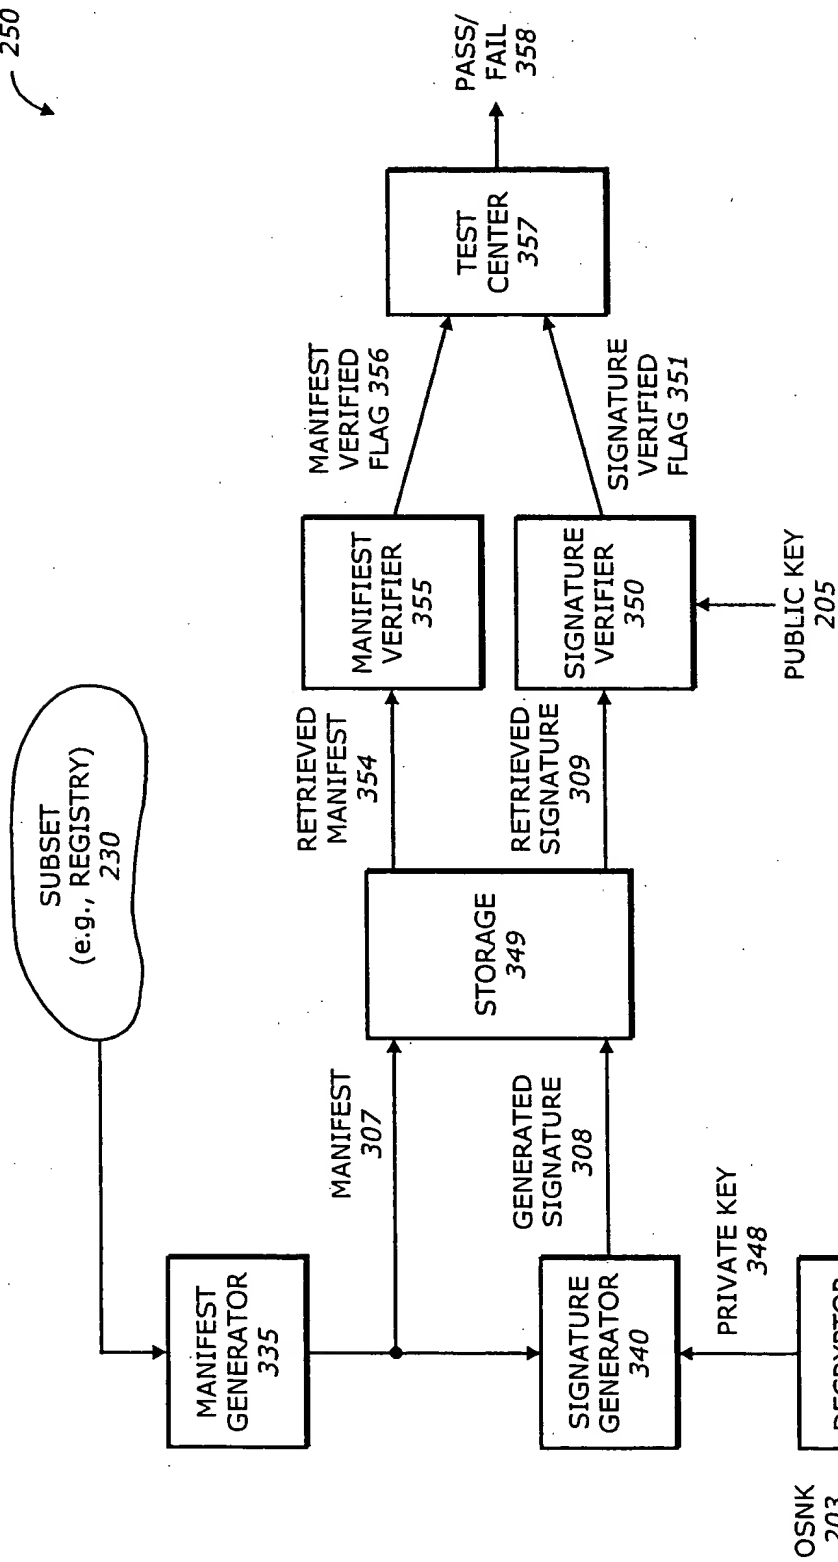 250
SUBSET
(e.g., REGISTRY)
230
MANIFEST
GENERATOR
335
MANIFEST
307
RETRIEVED
MANIFEST
354
MANIFIEST
VERIFIER
355
MANIFEST
VERIFIED
FLAG 356
TEST
CENTER
357
PASS/
FAIL
358
STORAGE
349
SIGNATURE
GENERATOR
340
GENERATED
SIGNATURE
308
RETRIEVED
SIGNATURE
309
SIGNATURE
VERIFIER
350
SIGNATURE
VERIFIED
FLAG 351
PRIVATE KEY
348
PUBLIC KEY
205
OSNK
203